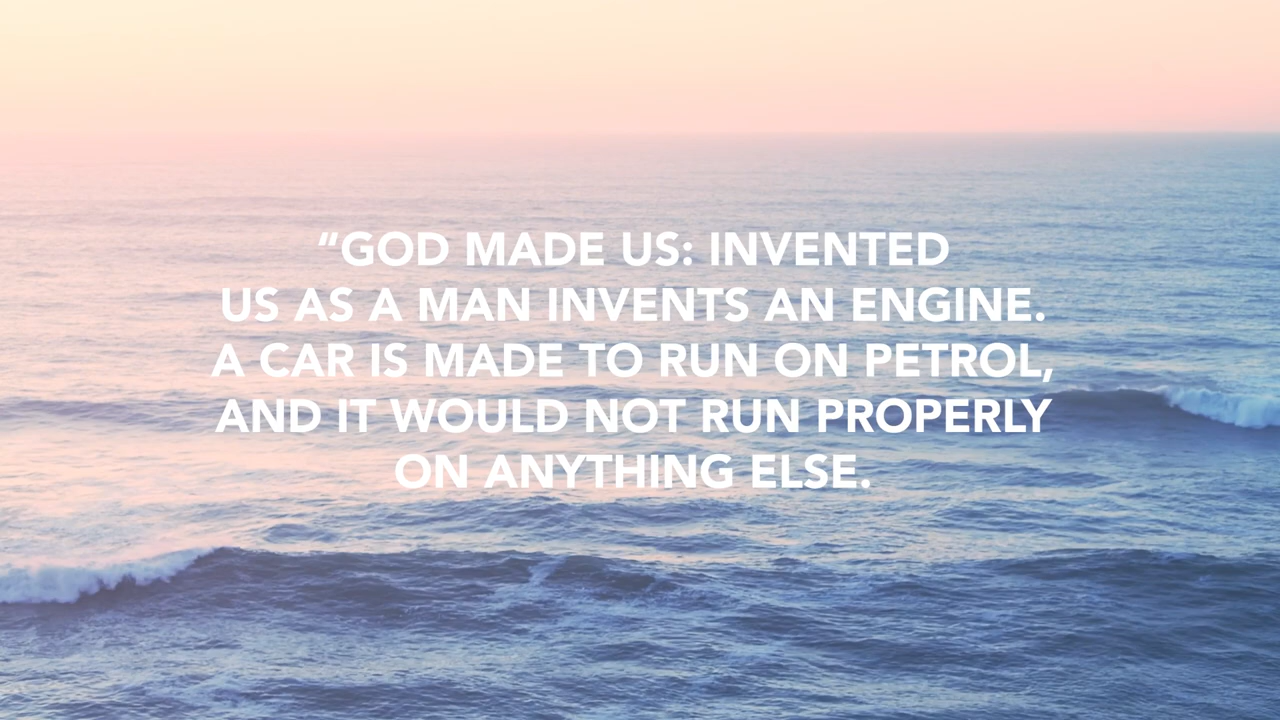 “GOD MADE US: INVENTED
US AS A MAN INVENTS AN ENGINE.
A CAR IS MADE TO RUN ON PETROL,
AND IT WOULD NOT RUN PROPERLY
ON ANYTHING ELSE.